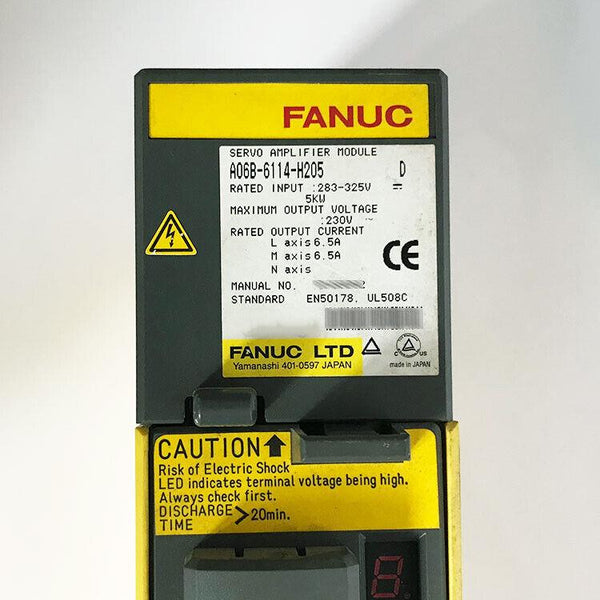 FANUC
SERVO AMPLIFIER MODULE
A06B-6114-H205 D
RATED INPUT :283-325V
5KW
MAXIMUM OUTPUT VOLTAGE
:230V ~
RATED OUTPUT CURRENT
L axis 6.5A
M axis 6.5A
N axis
MANUAL NO.
STANDARD EN50178, UL508C
CE
FANUC LTD
Yamanashi 401-0597 JAPAN
C US
made in JAPAN
CAUTION
Risk of Electric Shock
LED indicates terminal voltage being high.
Always check first.
DISCHARGE
TIME >20min.
8